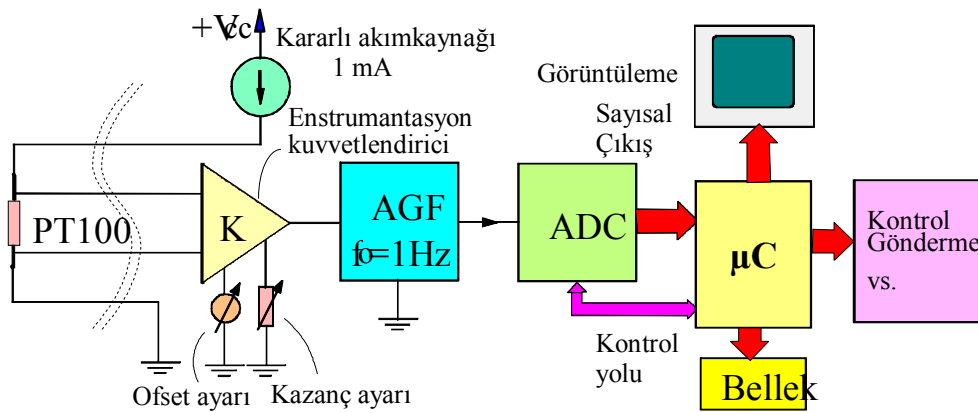 +Vcc
Kararlı akımkaynağı
1 mA
Görüntüleme
Sayısal
Çıkış
Enstrumantasyon
kuvvetlendirici
PT100
K
AGF
fo=1Hz
ADC
µC
Kontrol
Gönderme
vs.
Kontrol
yolu
Bellek
Ofset ayarı
Kazanç ayarı